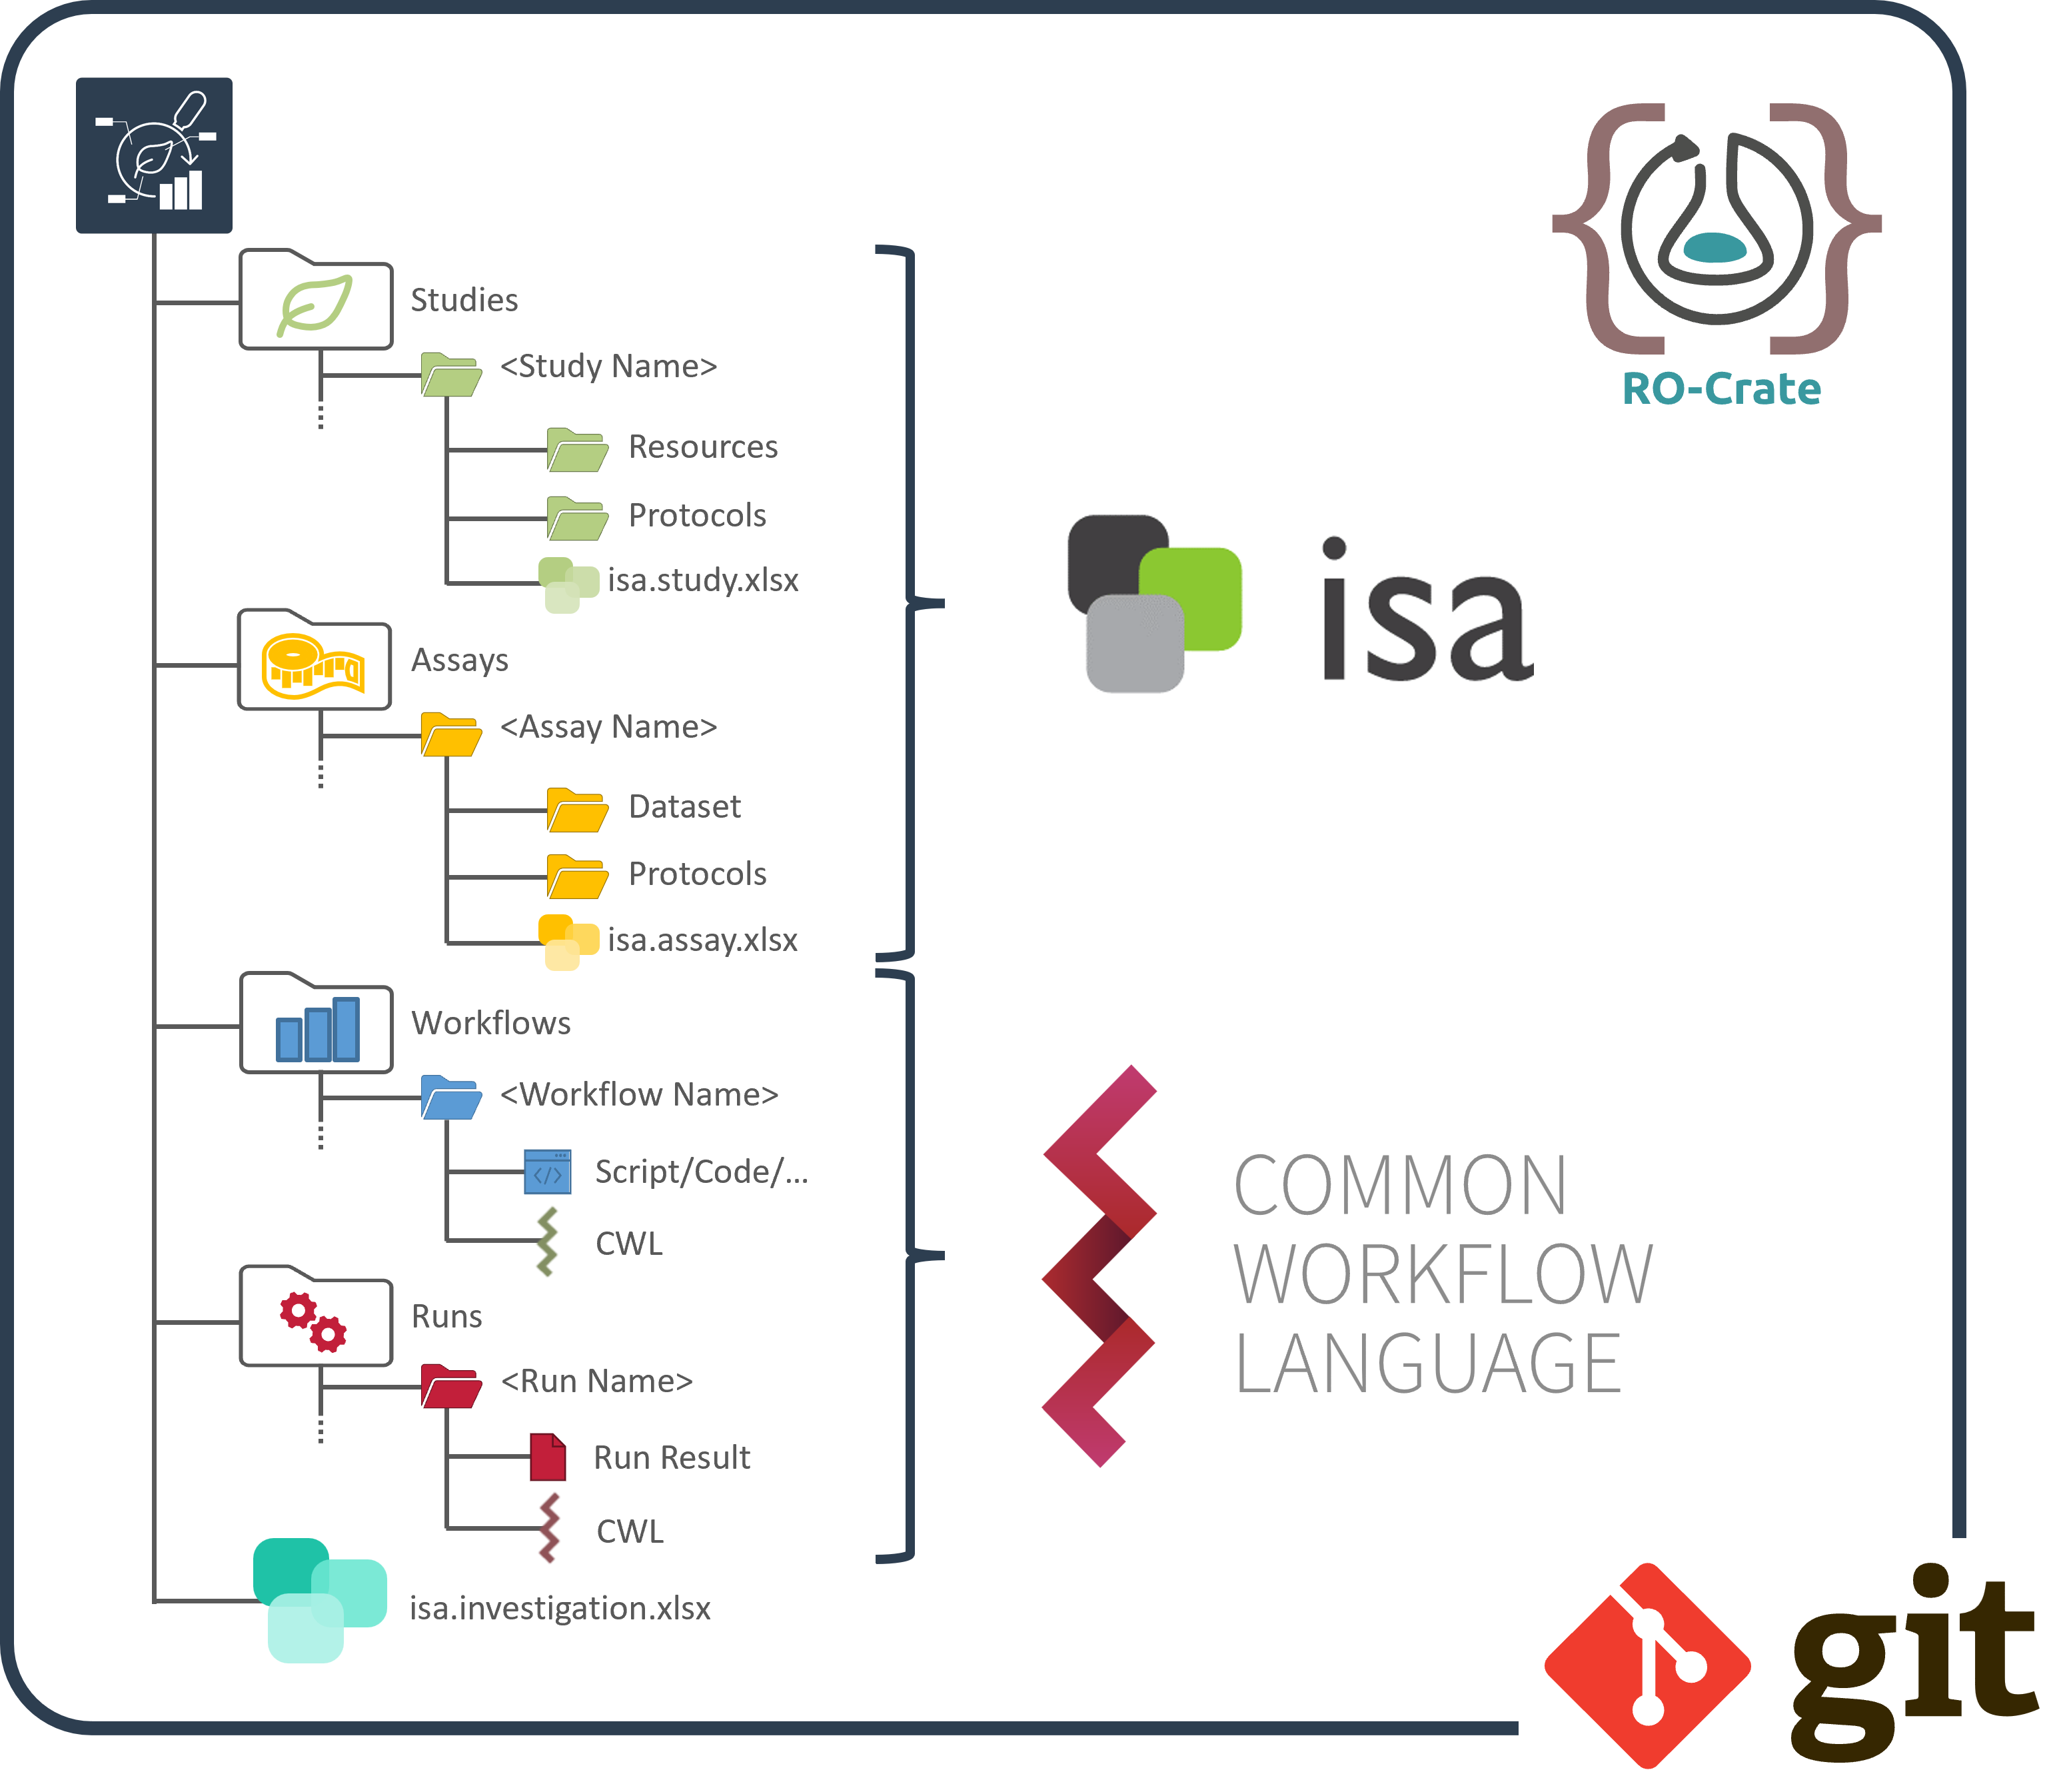 Studies
<Study Name>
Resources
Protocols
isa.study.xlsx
Assays
<Assay Name>
Dataset
Protocols
isa.assay.xlsx
Workflows
<Workflow Name>
Script/Code/...
CWL
Runs
<Run Name>
Run Result
CWL
isa.investigation.xlsx
RO-Crate
isa
COMMON
WORKFLOW
LANGUAGE
git